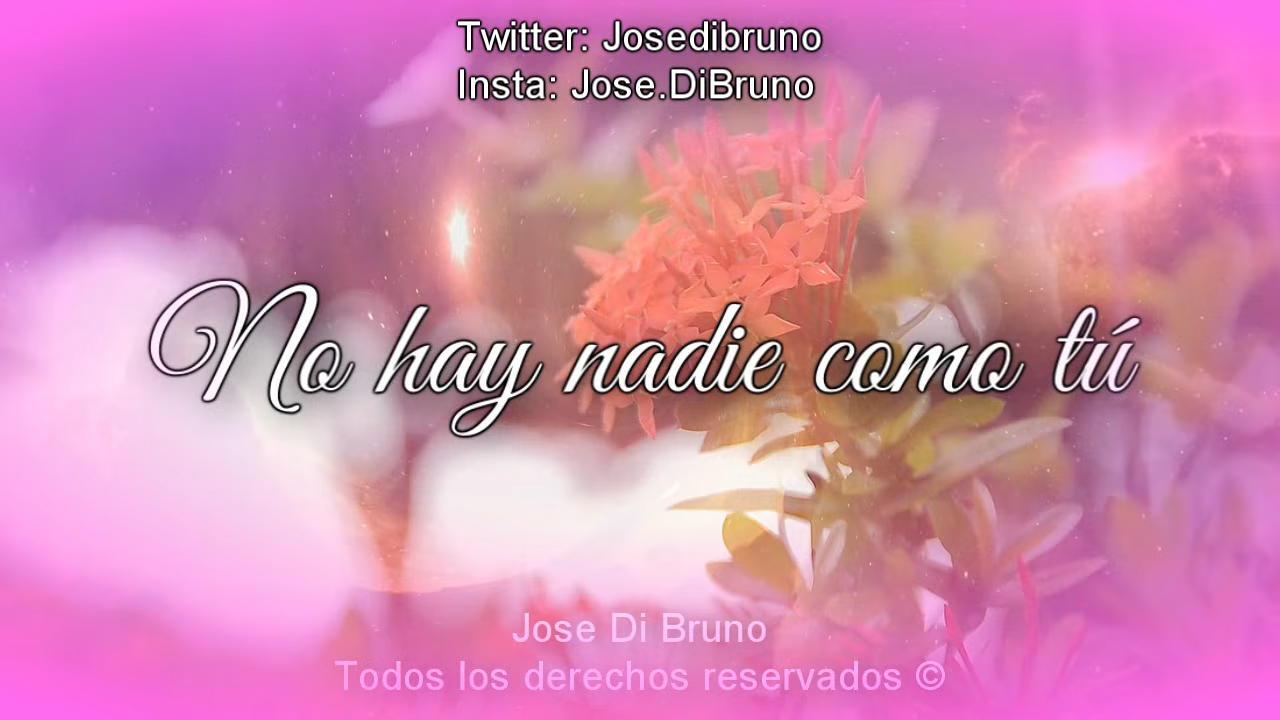 Twitter: Josedibruno
Insta: Jose.DiBruno
No hay nadie como tú
Jose Di Bruno
Todos los derechos reservados ©